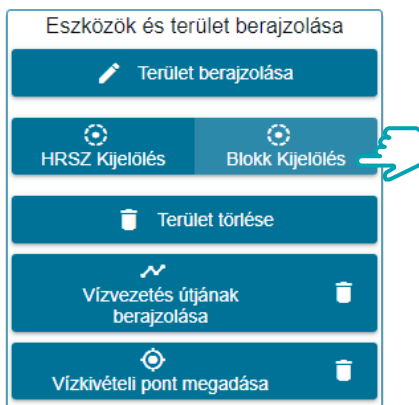 Eszközök és terület berajzolása
Terület berajzolása
HRSZ Kijelölés
Blokk Kijelölés
Terület törlése
Vízvezetés útjának
berajzolása
Vízkivételi pont megadása